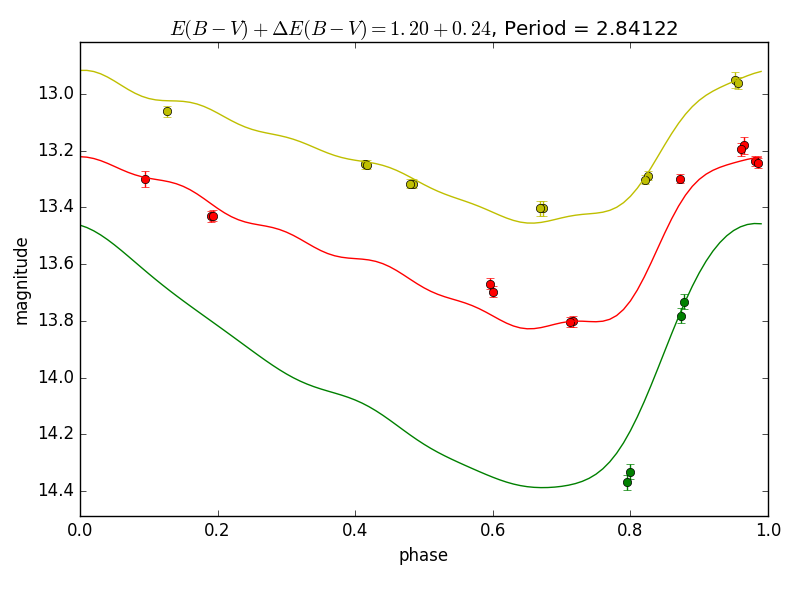 E(B − V) + ΔE(B − V) = 1.20 + 0.24, Period = 2.84122
magnitude
13.0
13.2
13.4
13.6
13.8
14.0
14.2
14.4
0.0 0.2 0.4 0.6 0.8 1.0
phase